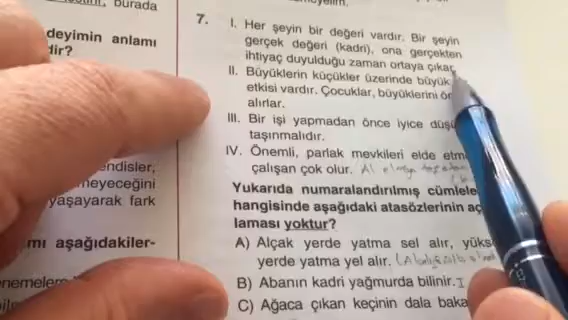 burada
deyimin anlamı
dir?
endisler,
meyeceğini
yaşayarak fark
mı aşağıdakiler-
7. I. Her şeyin bir değeri vardır. Bir şeyin
gerçek değeri (kadri), ona gerçekten
ihtiyaç duyulduğu zaman ortaya çıkar.
II. Büyüklerin küçükler üzerinde büyük
etkisi vardır. Çocuklar, büyüklerini ör
alırlar.
III. Bir işi yapmadan önce iyice düşü
taşınmalıdır.
IV. Önemli, parlak mevkileri elde etm
çalışan çok olur.
Yukarıda numaralandırılmış cümlele
hangisinde aşağıdaki atasözlerinin aç
laması yoktur?
A) Alçak yerde yatma sel alır, yüks
yerde yatma yel alır.
B) Abanın kadri yağmurda bilinir. I
C) Ağaca çıkan keçinin dala baka